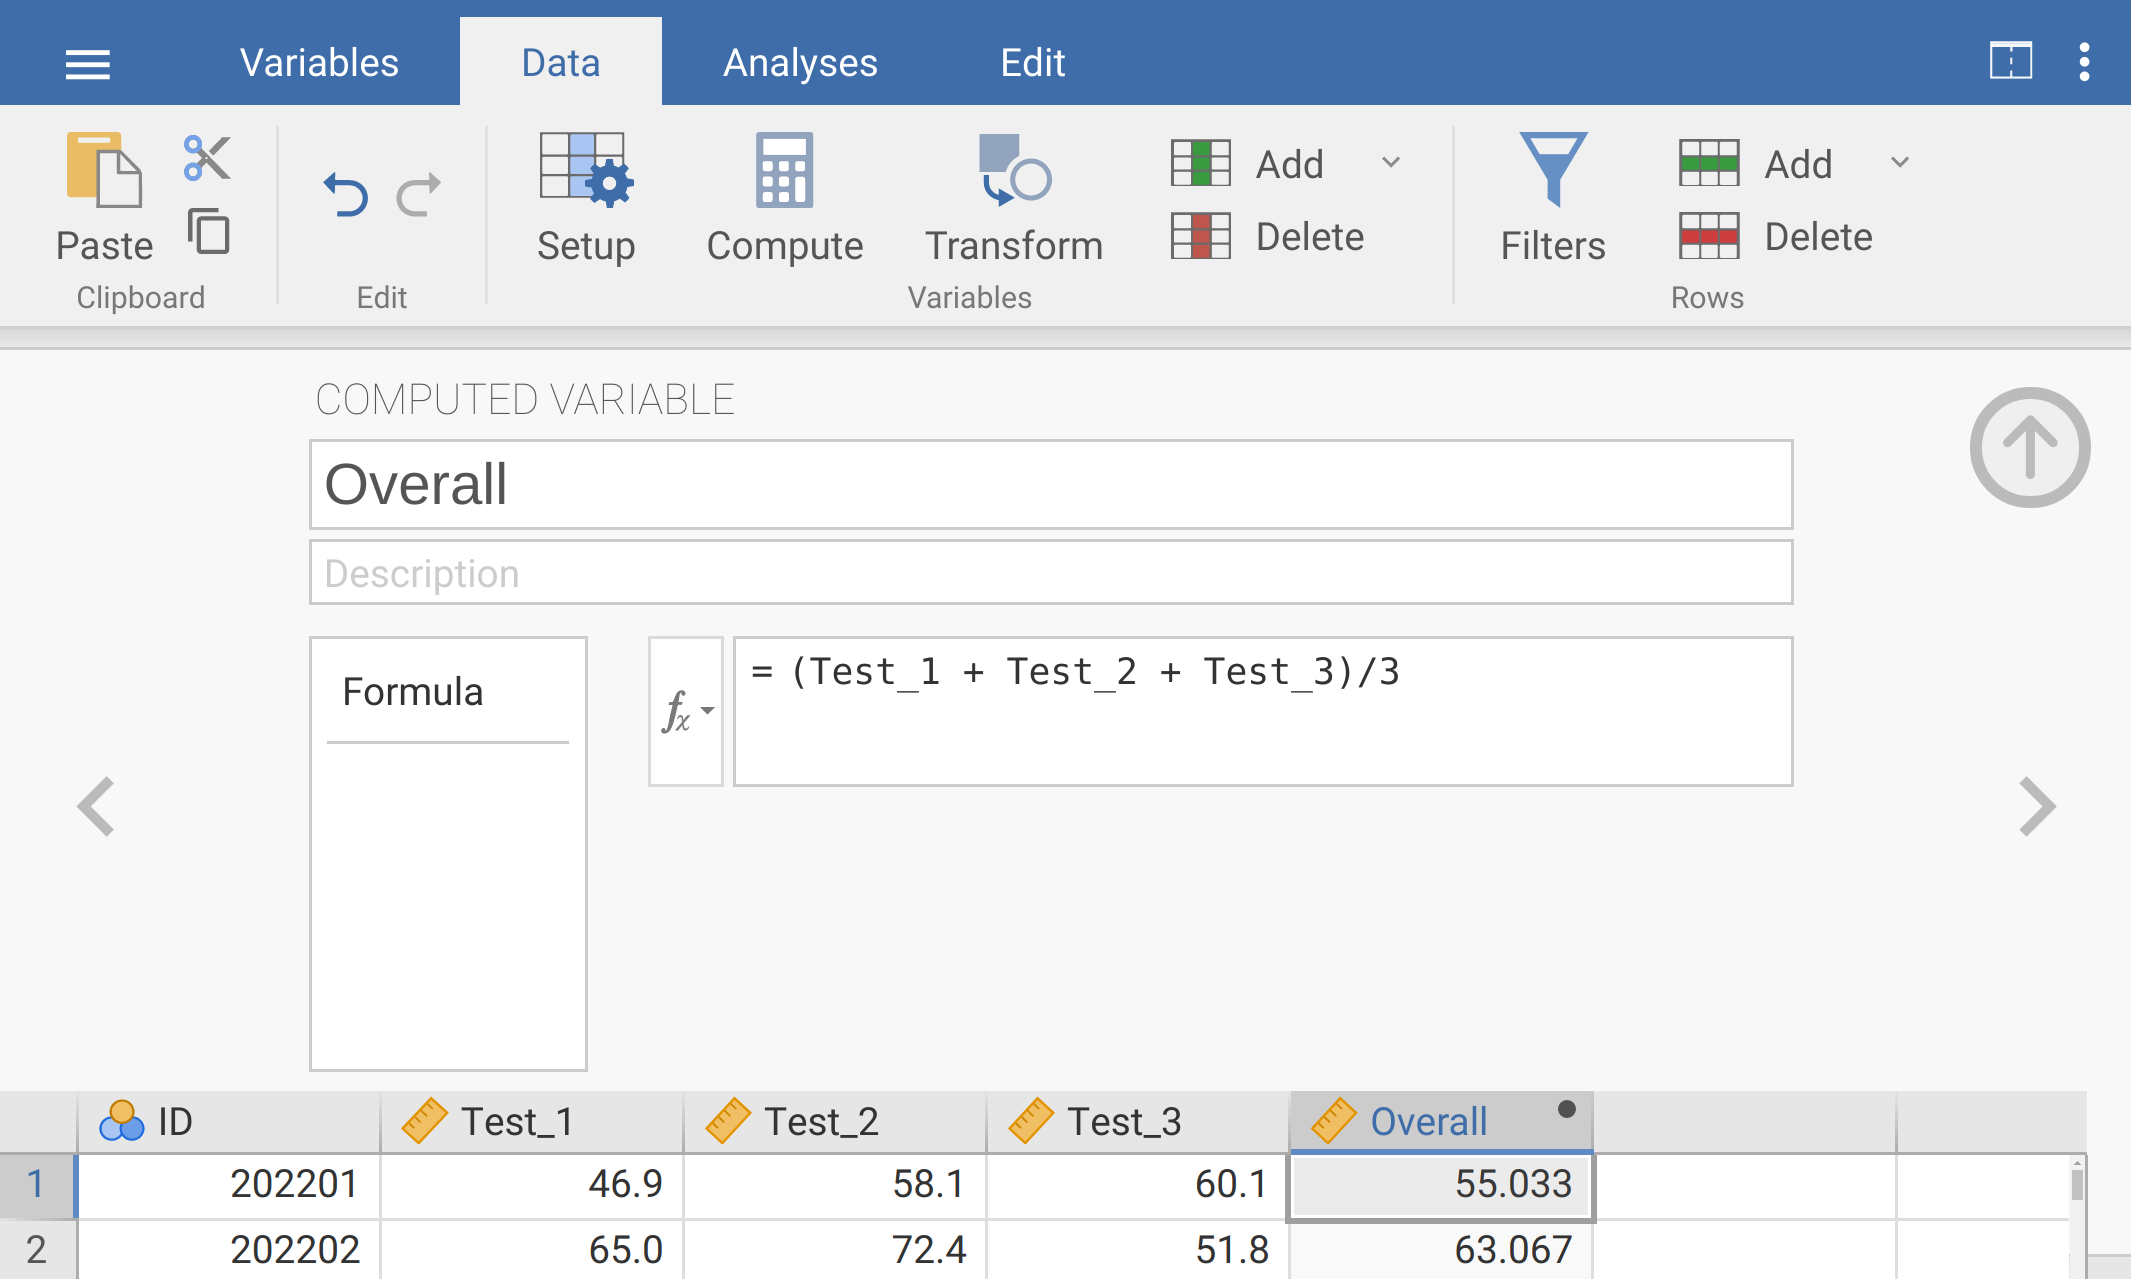 Variables Data Analyses Edit
Paste Setup Compute Transform Add Delete Filters Add Delete
Clipboard Edit Variables Rows
COMPUTED VARIABLE
Overall
Description
Formula
fx
= (Test_1 + Test_2 + Test_3)/3
ID Test_1 Test_2 Test_3 Overall
1 202201 46.9 58.1 60.1 55.033
2 202202 65.0 72.4 51.8 63.067